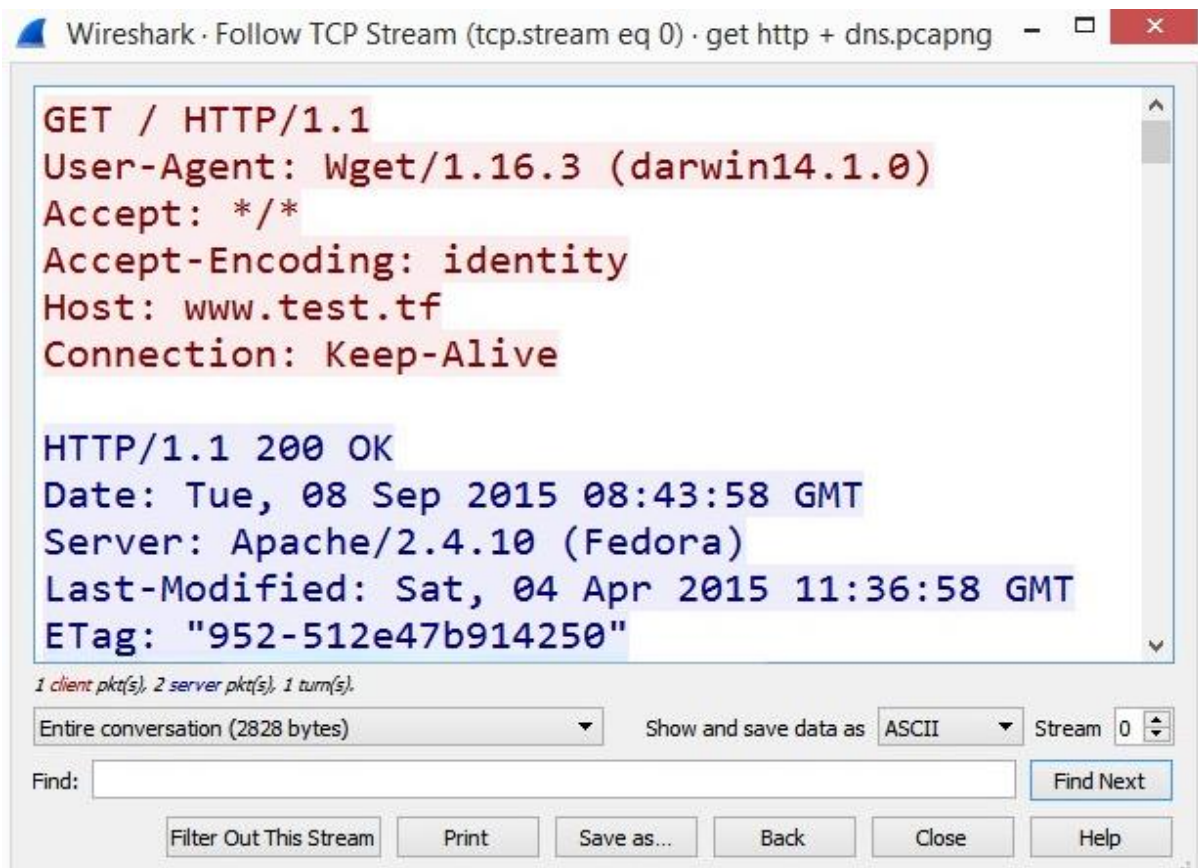 Wireshark · Follow TCP Stream (tcp.stream eq 0) · get http + dns.pcapng
GET / HTTP/1.1
User-Agent: Wget/1.16.3 (darwin14.1.0)
Accept: */*
Accept-Encoding: identity
Host: www.test.tf
Connection: Keep-Alive
HTTP/1.1 200 OK
Date: Tue, 08 Sep 2015 08:43:58 GMT
Server: Apache/2.4.10 (Fedora)
Last-Modified: Sat, 04 Apr 2015 11:36:58 GMT
ETag: "952-512e47b914250"
1 client pkt(s), 2 server pkt(s), 1 turn(s).
Entire conversation (2828 bytes) Show and save data as ASCII Stream 0
Find: Find Next
Filter Out This Stream Print Save as... Back Close Help